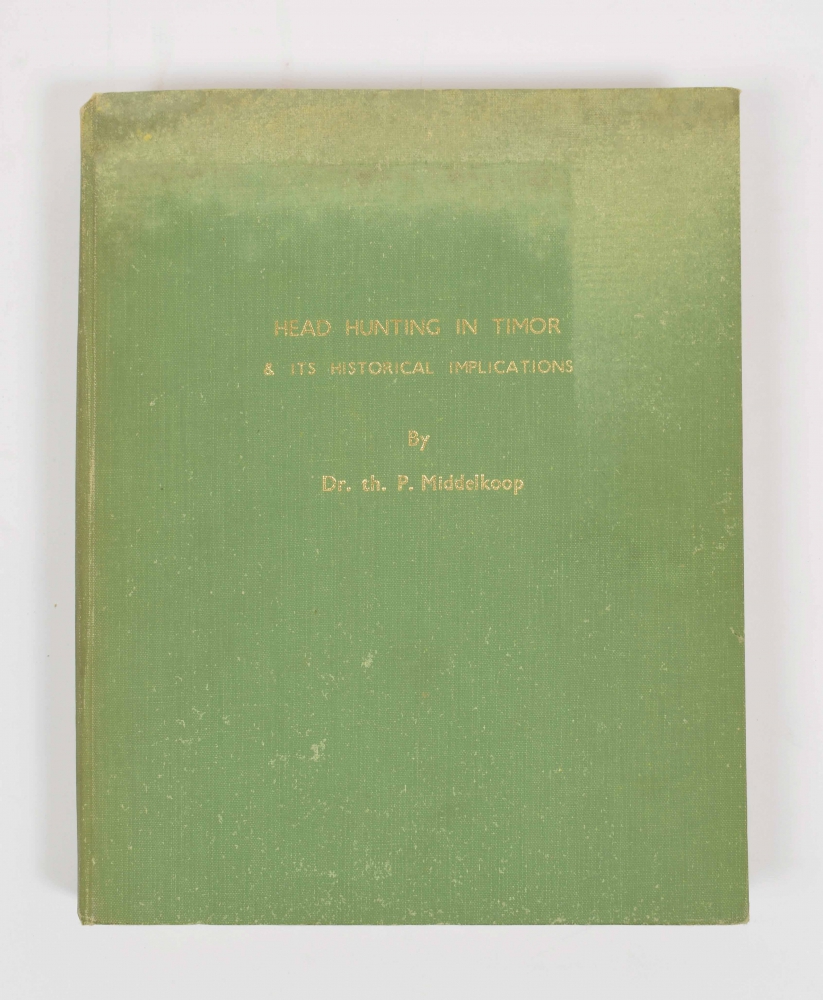 HEAD HUNTING IN TIMOR
& ITS HISTORICAL IMPLICATIONS
By
Dr. th. P. Middelkoop